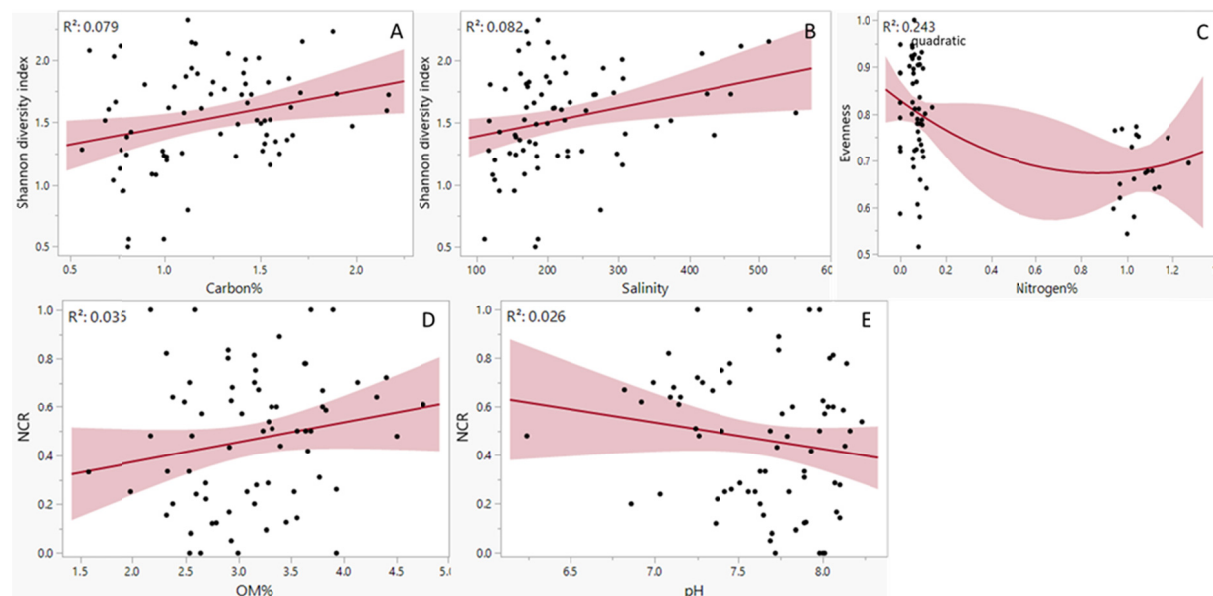 R²: 0.079
A
2.0
1.5
1.0
0.5
Shannon diversity index
0.5
1.0
1.5
2.0
Carbon%
R²: 0.082
B
2.0
1.5
1.0
0.5
Shannon diversity index
100
200
300
400
500
60
Salinity
R²: 0.243
quadratic
C
1.0
0.9
0.8
0.7
0.6
0.5
Evenness
0.0
0.2
0.4
0.6
0.8
1.0
1.2
Nitrogen%
R²: 0.035
D
1.0
0.8
0.6
0.4
0.2
0.0
NCR
1.5
2.0
2.5
3.0
3.5
4.0
4.5
5.0
OM%
R²: 0.026
E
1.0
0.8
0.6
0.4
0.2
0.0
NCR
6.5
7.0
7.5
8.0
pH